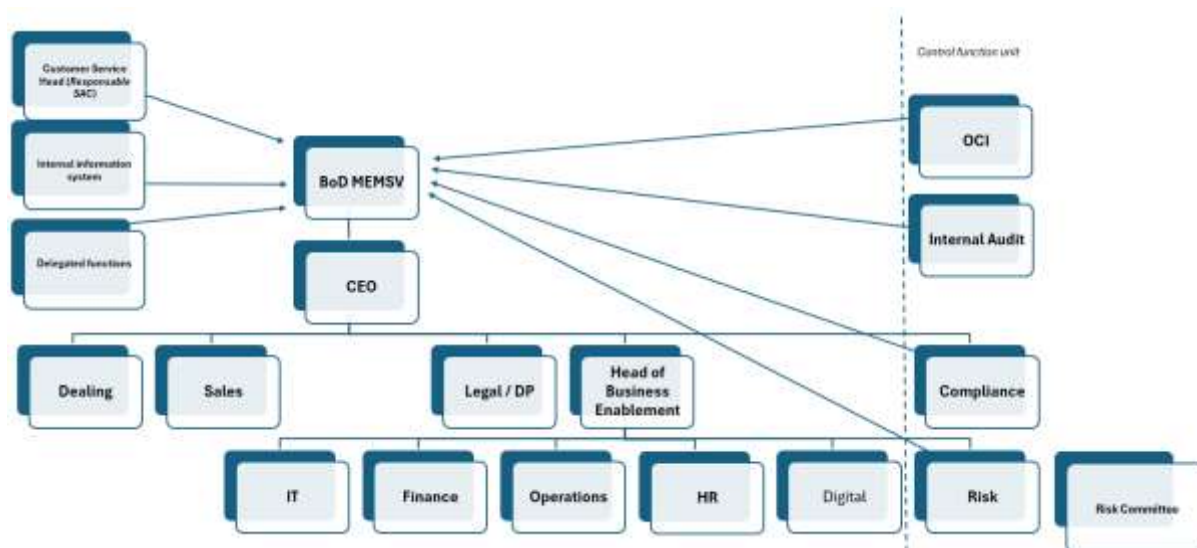 Control function unit
Customer Service
Head (Responsable
SAC)
OCI
Internal information
system
BoD MEMSV
Internal Audit
Delegated functions
CEO
Dealing
Sales
Legal / DP
Head of
Business
Enablement
Compliance
IT
Finance
Operations
HR
Digital
Risk
Risk Committee